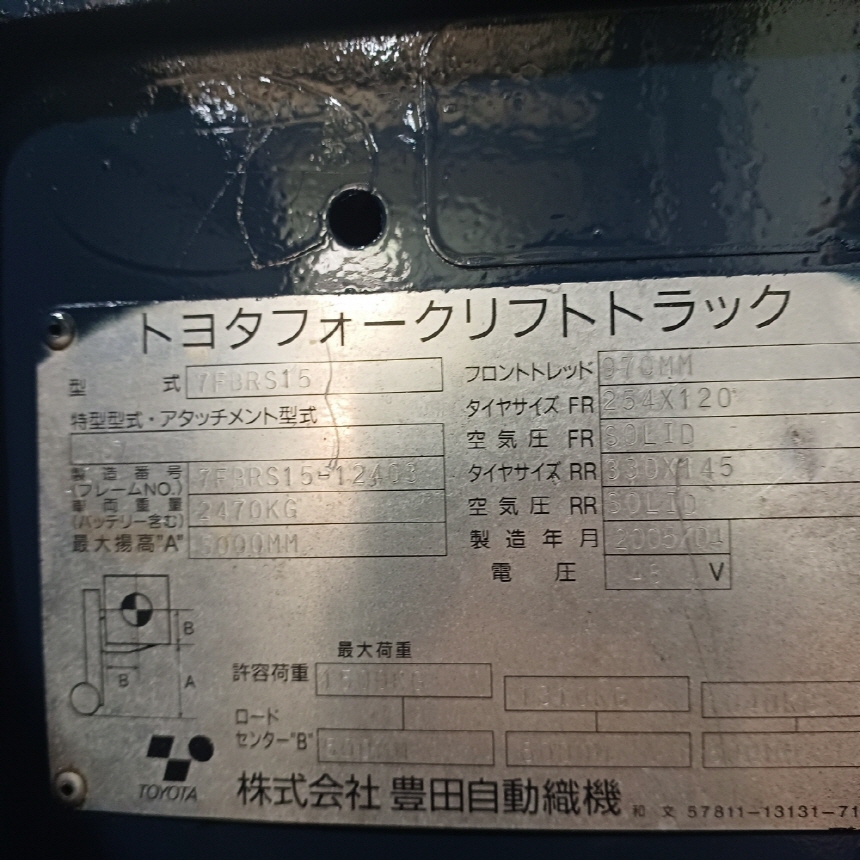 トヨタフォークリフトトラック
型 式 7FBRS15
特型型式・アタッチメント型式
製造番号
(フレームNO.) 7FBRS15-12403
車両重量
(バッテリー含む) 2470KG
最大揚高"A" 000MM
フロントトレッド 970MM
タイヤサイズ FR 254X120
空気圧 FR SOLID
タイヤサイズ RR 330X145
空気圧 RR SOLID
製造年月 2005/04
電 圧 48 V
B
B
A
最大荷重
許容荷重
ロード
センター"B"
TOYOTA
株式会社 豊田自動織機
和 文 57811-13131-71